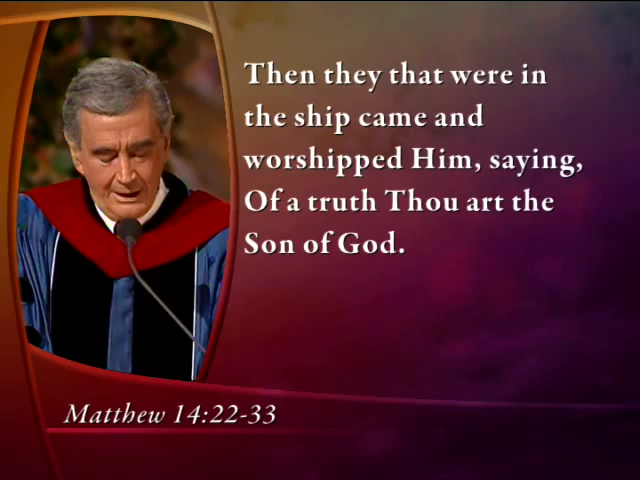 Then they that were in
the ship came and
worshipped Him, saying,
Of a truth Thou art the
Son of God.
Matthew 14:22-33